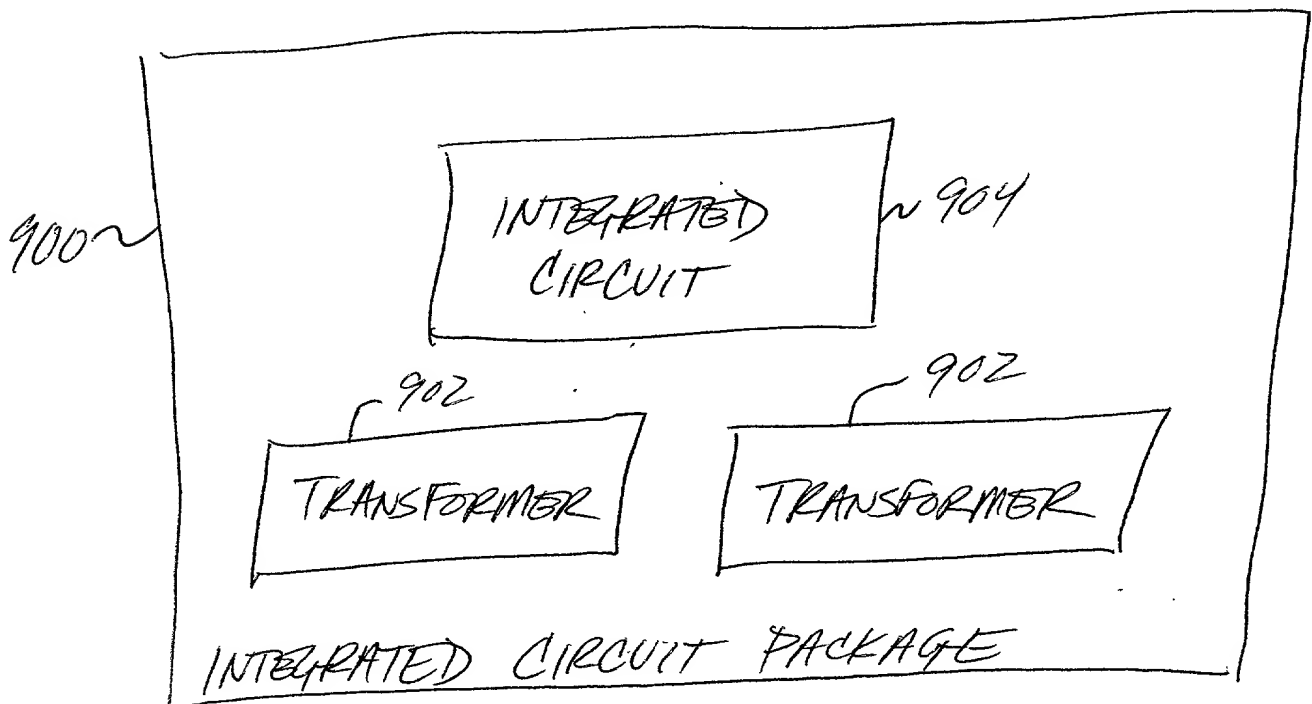 900
INTEGRATED
CIRCUIT
904
902
902
TRANSFORMER
TRANSFORMER
INTEGRATED CIRCUIT PACKAGE